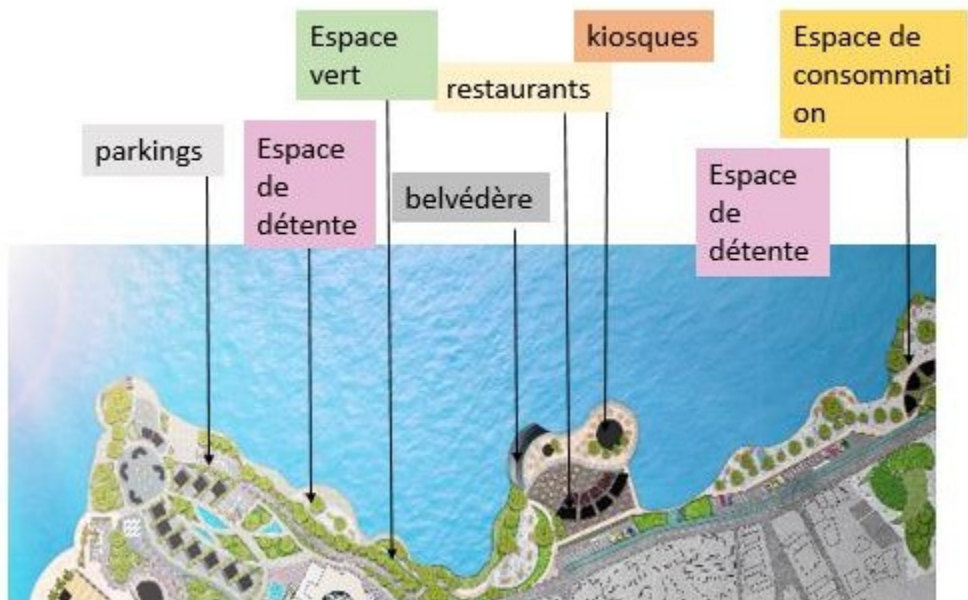 Espace
vert
kiosques
Espace de
consommati
on
restaurants
parkings
Espace
de
détente
belvédère
Espace
de
détente